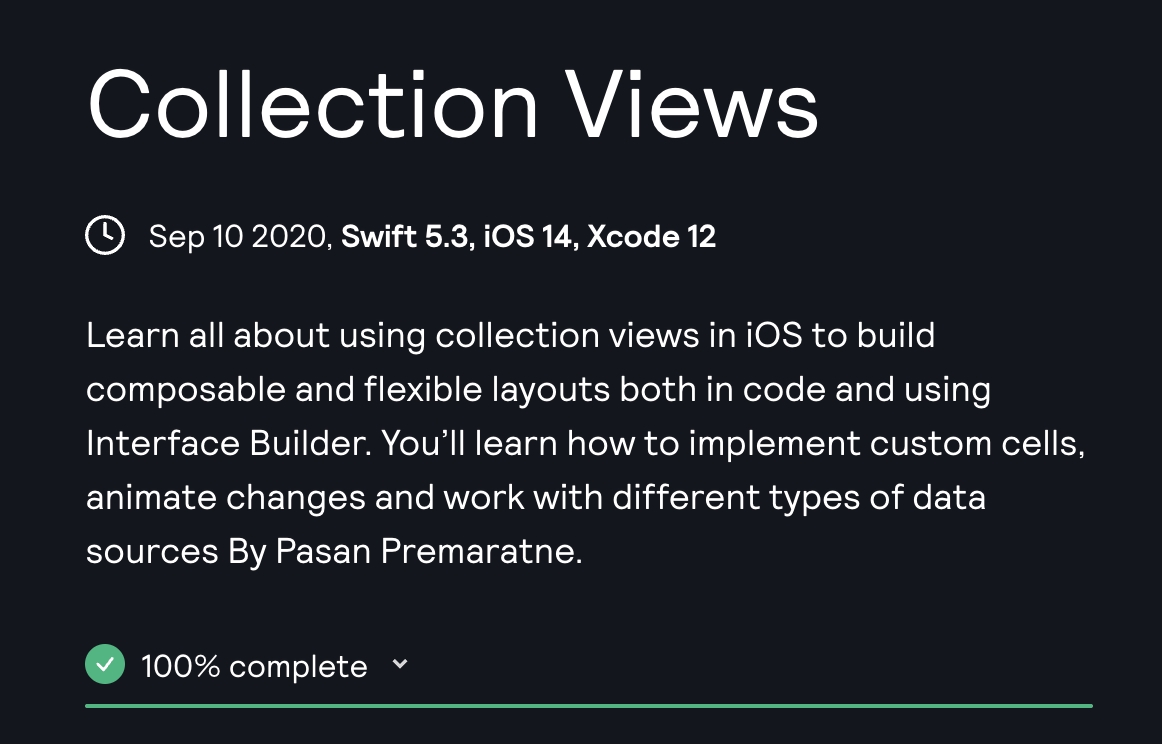 Collection Views
Sep 10 2020, Swift 5.3, iOS 14, Xcode 12
Learn all about using collection views in iOS to build
composable and flexible layouts both in code and using
Interface Builder. You’ll learn how to implement custom cells,
animate changes and work with different types of data
sources By Pasan Premaratne.
100% complete